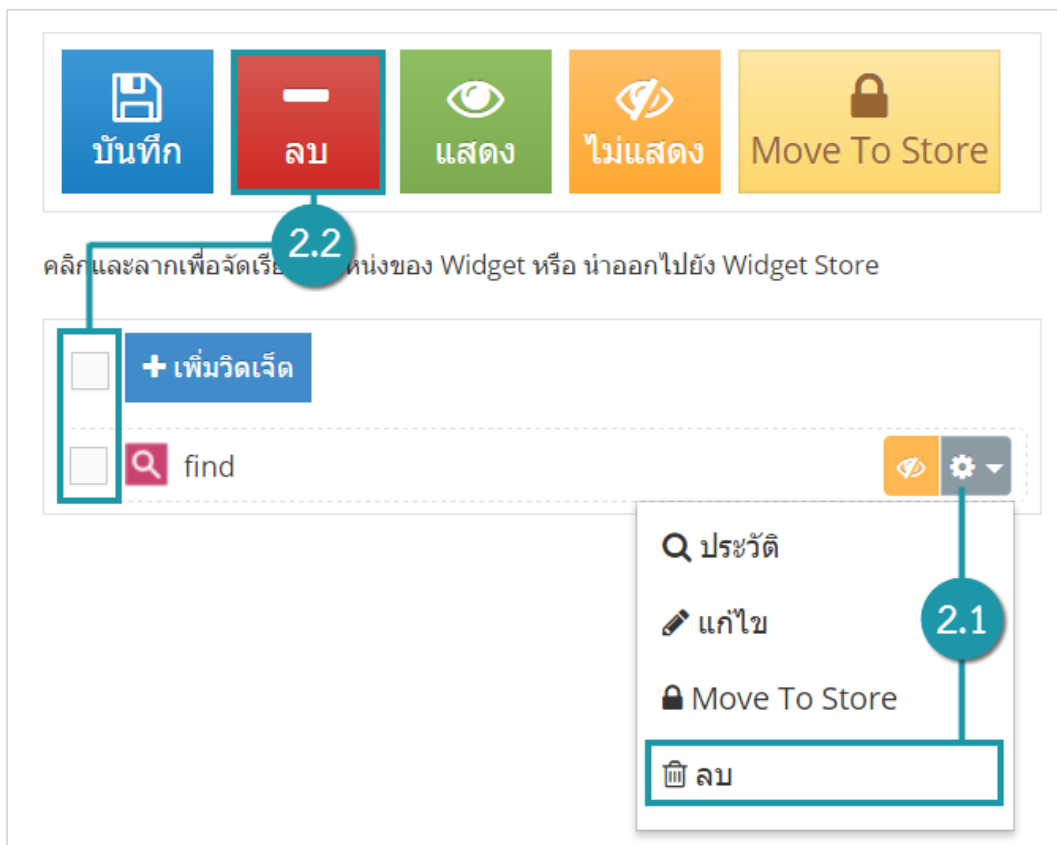 บันทึก
ลบ
แสดง
ไม่แสดง
Move To Store
2.2
คลิกและลากเพื่อจัดเรีย หน่งของ Widget หรือ นำออกไปยัง Widget Store
เพิ่มวิดเจ็ต
find
ประวัติ
แก้ไข
2.1
Move To Store
ลบ